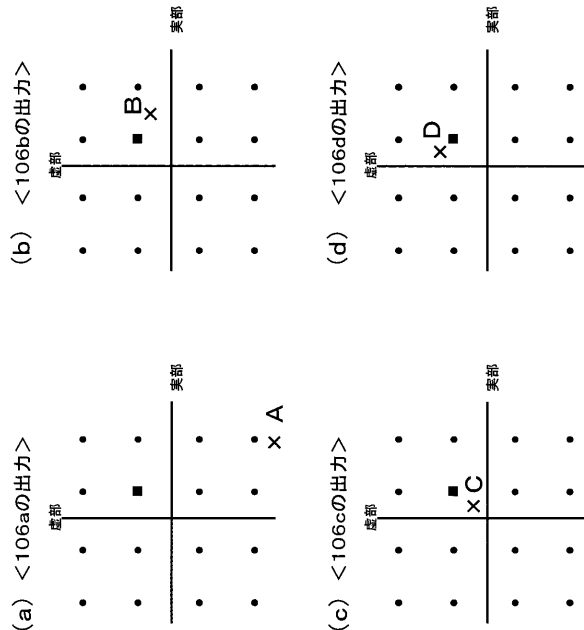 (a) <106aの出力>
虚部
実部
A
(b) <106bの出力>
虚部
実部
B
(c) <106cの出力>
虚部
実部
C
(d) <106dの出力>
虚部
実部
D